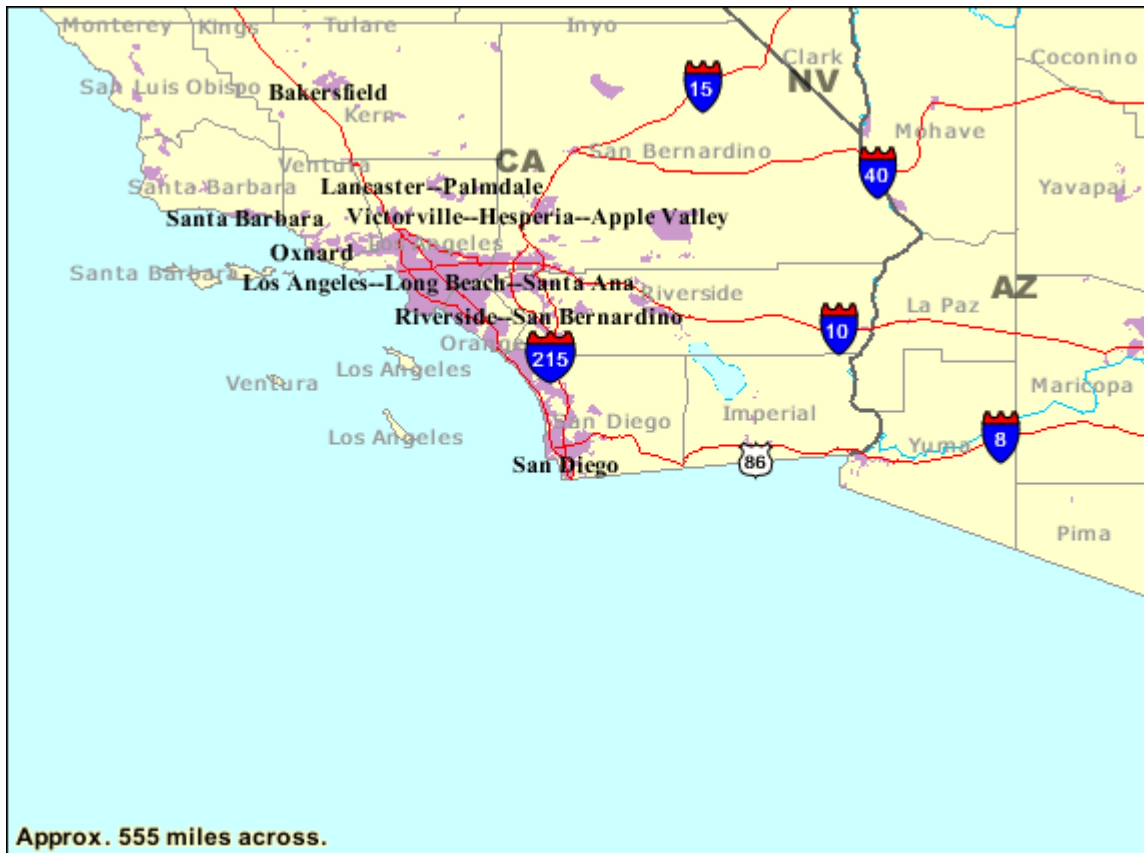 Monterey
Kings
Tulare
Inyo
Clark
Coconino
NV
San Luis Obispo
Bakersfield
15
Kern
Mohave
San Bernardino
CA
Ventura
40
Santa Barbara
Lancaster--Palmdale
Yavapai
Santa Barbara
Victorville--Hesperia--Apple Valley
Los Angeles
Oxnard
Santa Barbara
Los Angeles--Long Beach--Santa Ana
Riverside
La Paz
AZ
Riverside--San Bernardino
10
Orange
215
Los Angeles
Ventura
Maricopa
Imperial
San Diego
Los Angeles
8
Yuma
San Diego
86
Pima
Approx. 555 miles across.